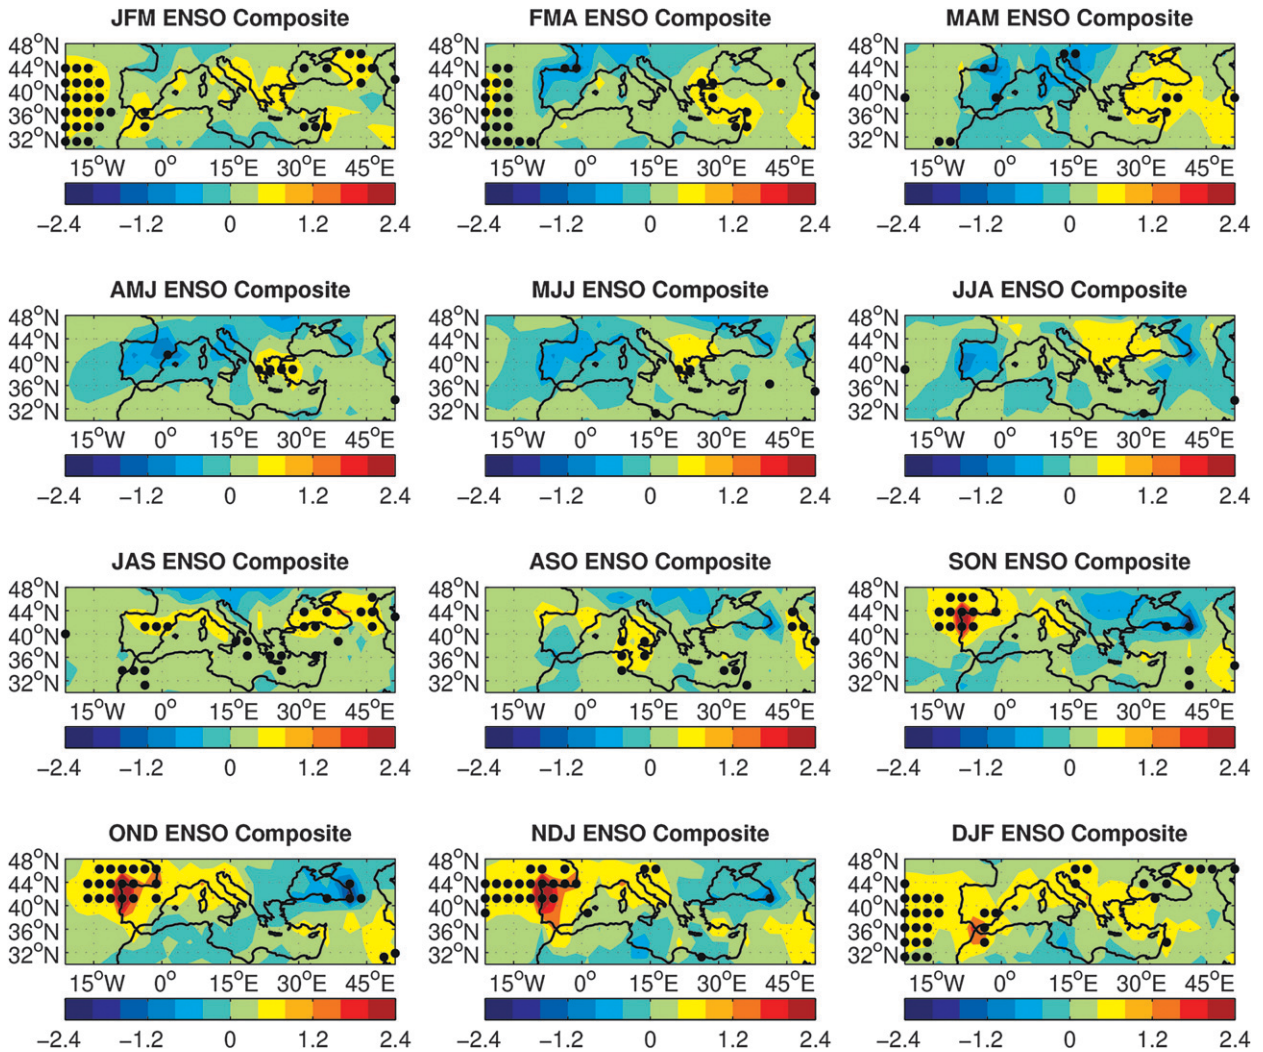 JFM ENSO Composite FMA ENSO Composite MAM ENSO Composite
48°N 48°N 48°N
44°N 44°N 44°N
40°N 40°N 40°N
36°N 36°N 36°N
32°N 32°N 32°N
15°W 0° 15°E 30°E 45°E 15°W 0° 15°E 30°E 45°E 15°W 0° 15°E 30°E 45°E
−2.4 −1.2 0 1.2 2.4 −2.4 −1.2 0 1.2 2.4 −2.4 −1.2 0 1.2 2.4
AMJ ENSO Composite MJJ ENSO Composite JJA ENSO Composite
48°N 48°N 48°N
44°N 44°N 44°N
40°N 40°N 40°N
36°N 36°N 36°N
32°N 32°N 32°N
15°W 0° 15°E 30°E 45°E 15°W 0° 15°E 30°E 45°E 15°W 0° 15°E 30°E 45°E
−2.4 −1.2 0 1.2 2.4 −2.4 −1.2 0 1.2 2.4 −2.4 −1.2 0 1.2 2.4
JAS ENSO Composite ASO ENSO Composite SON ENSO Composite
48°N 48°N 48°N
44°N 44°N 44°N
40°N 40°N 40°N
36°N 36°N 36°N
32°N 32°N 32°N
15°W 0° 15°E 30°E 45°E 15°W 0° 15°E 30°E 45°E 15°W 0° 15°E 30°E 45°E
−2.4 −1.2 0 1.2 2.4 −2.4 −1.2 0 1.2 2.4 −2.4 −1.2 0 1.2 2.4
OND ENSO Composite NDJ ENSO Composite DJF ENSO Composite
48°N 48°N 48°N
44°N 44°N 44°N
40°N 40°N 40°N
36°N 36°N 36°N
32°N 32°N 32°N
15°W 0° 15°E 30°E 45°E 15°W 0° 15°E 30°E 45°E 15°W 0° 15°E 30°E 45°E
−2.4 −1.2 0 1.2 2.4 −2.4 −1.2 0 1.2 2.4 −2.4 −1.2 0 1.2 2.4